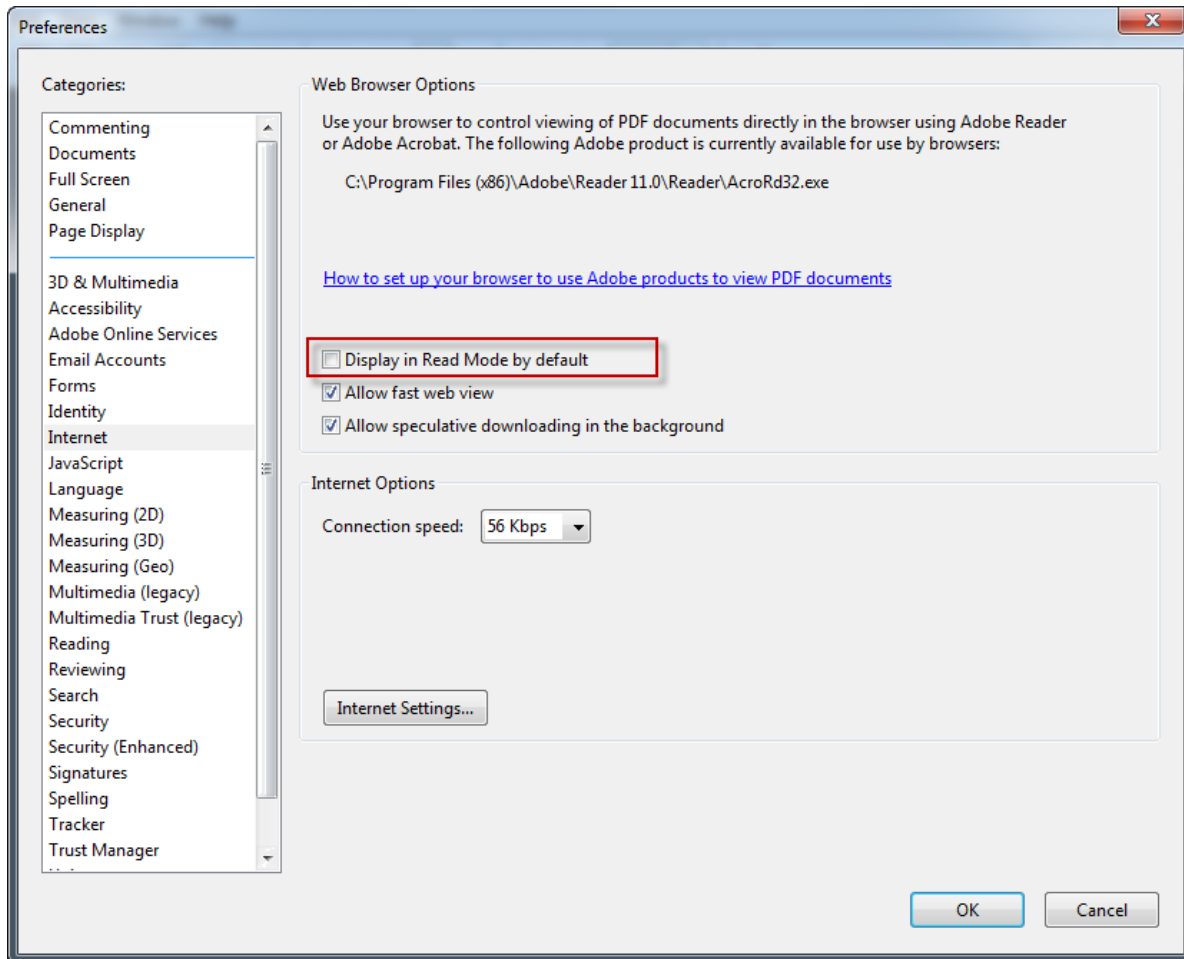 Window Help
Preferences
Categories:
Commenting
Documents
Full Screen
General
Page Display
3D & Multimedia
Accessibility
Adobe Online Services
Email Accounts
Forms
Identity
Internet
JavaScript
Language
Measuring (2D)
Measuring (3D)
Measuring (Geo)
Multimedia (legacy)
Multimedia Trust (legacy)
Reading
Reviewing
Search
Security
Security (Enhanced)
Signatures
Spelling
Tracker
Trust Manager
Web Browser Options
Use your browser to control viewing of PDF documents directly in the browser using Adobe Reader
or Adobe Acrobat. The following Adobe product is currently available for use by browsers:
C:\Program Files (x86)\Adobe\Reader 11.0\Reader\AcroRd32.exe
How to set up your browser to use Adobe products to view PDF documents
Display in Read Mode by default
Allow fast web view
Allow speculative downloading in the background
Internet Options
Connection speed: 56 Kbps
Internet Settings...
OK Cancel